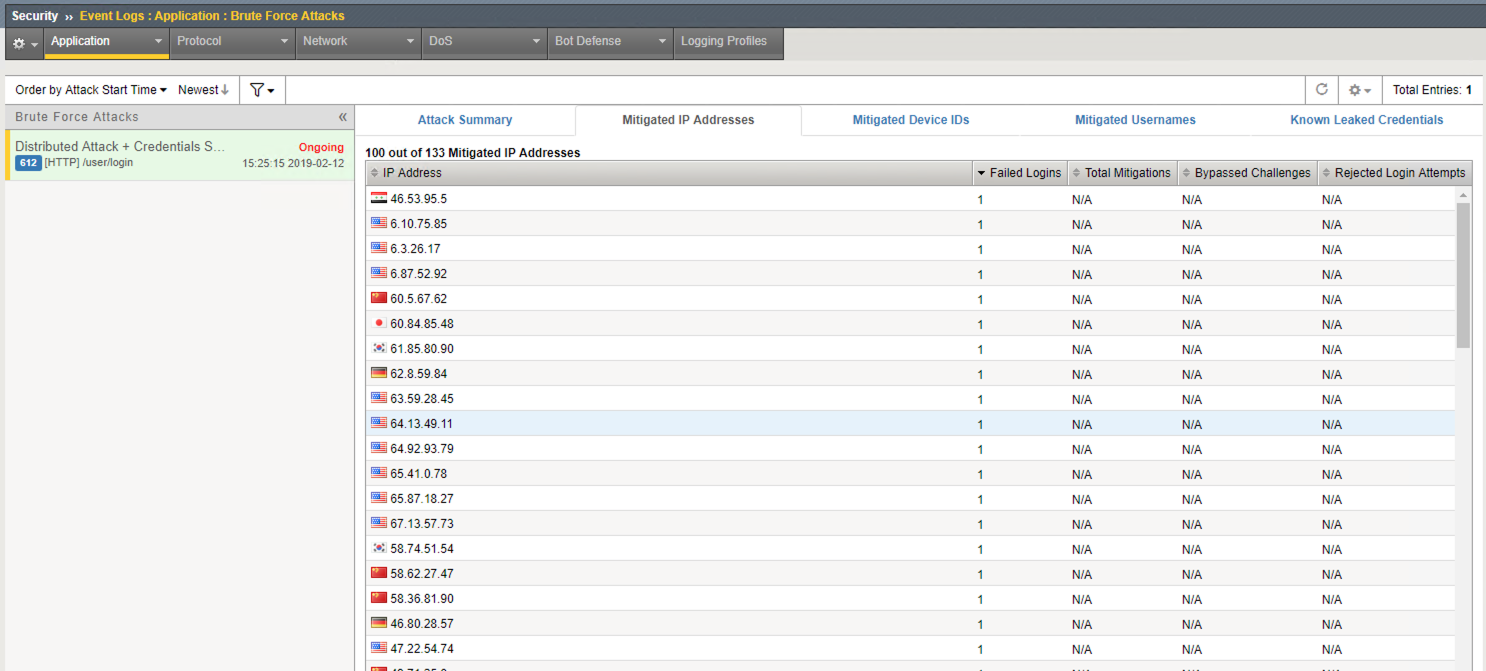 Security ›› Event Logs : Application : Brute Force Attacks
Application Protocol Network DoS Bot Defense Logging Profiles
Order by Attack Start Time Newest Total Entries: 1
Brute Force Attacks «
Distributed Attack + Credentials S... Ongoing
612 [HTTP] /user/login 15:25:15 2019-02-12
Attack Summary Mitigated IP Addresses Mitigated Device IDs Mitigated Usernames Known Leaked Credentials
100 out of 133 Mitigated IP Addresses
IP Address Failed Logins Total Mitigations Bypassed Challenges Rejected Login Attempts
46.53.95.5 1 N/A N/A N/A
6.10.75.85 1 N/A N/A N/A
6.3.26.17 1 N/A N/A N/A
6.87.52.92 1 N/A N/A N/A
60.5.67.62 1 N/A N/A N/A
60.84.85.48 1 N/A N/A N/A
61.85.80.90 1 N/A N/A N/A
62.8.59.84 1 N/A N/A N/A
63.59.28.45 1 N/A N/A N/A
64.13.49.11 1 N/A N/A N/A
64.92.93.79 1 N/A N/A N/A
65.41.0.78 1 N/A N/A N/A
65.87.18.27 1 N/A N/A N/A
67.13.57.73 1 N/A N/A N/A
58.74.51.54 1 N/A N/A N/A
58.62.27.47 1 N/A N/A N/A
58.36.81.90 1 N/A N/A N/A
46.80.28.57 1 N/A N/A N/A
47.22.54.74 1 N/A N/A N/A